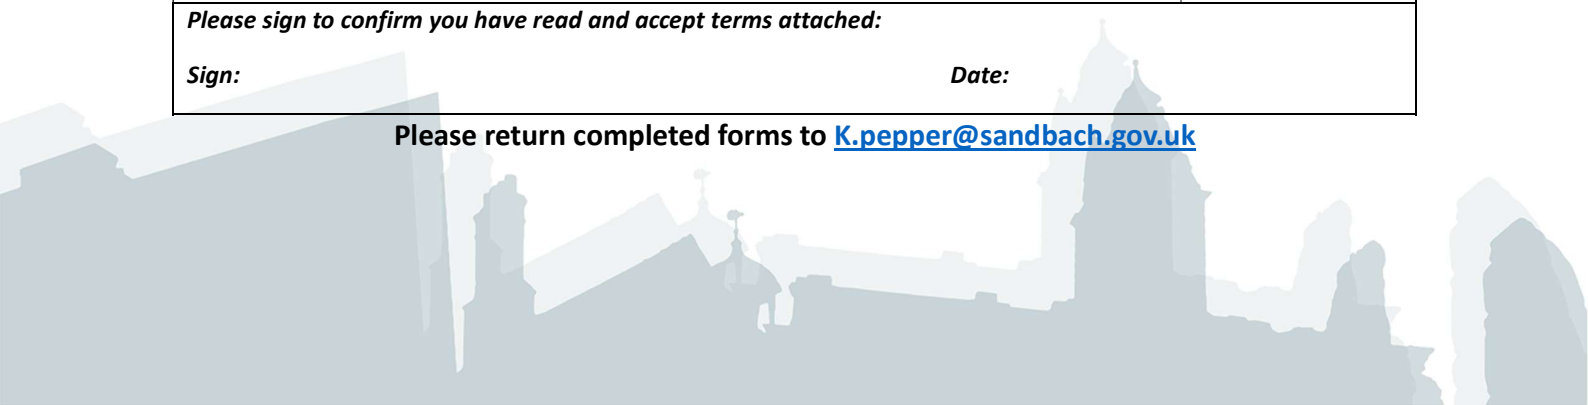 Please sign to confirm you have read and accept terms attached:
Sign: Date:
Please return completed forms to K.pepper@sandbach.gov.uk